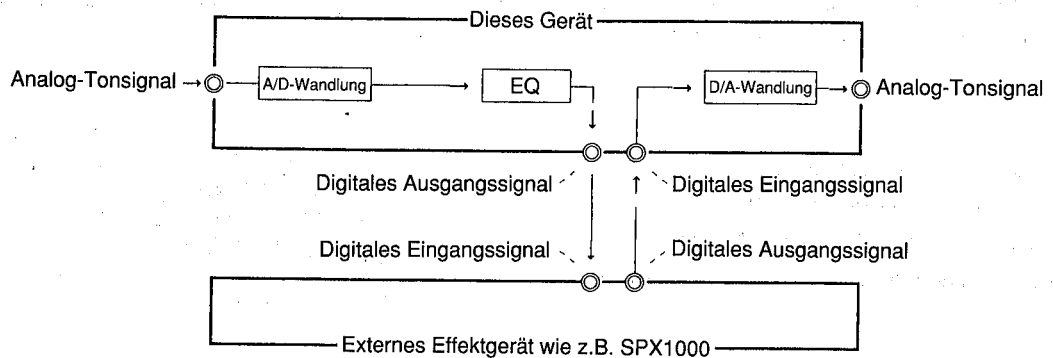 Dieses Gerät
Analog-Tonsignal
A/D-Wandlung
EQ
D/A-Wandlung
Analog-Tonsignal
Digitales Ausgangssignal
Digitales Eingangssignal
Digitales Eingangssignal
Digitales Ausgangssignal
Externes Effektgerät wie z.B. SPX1000